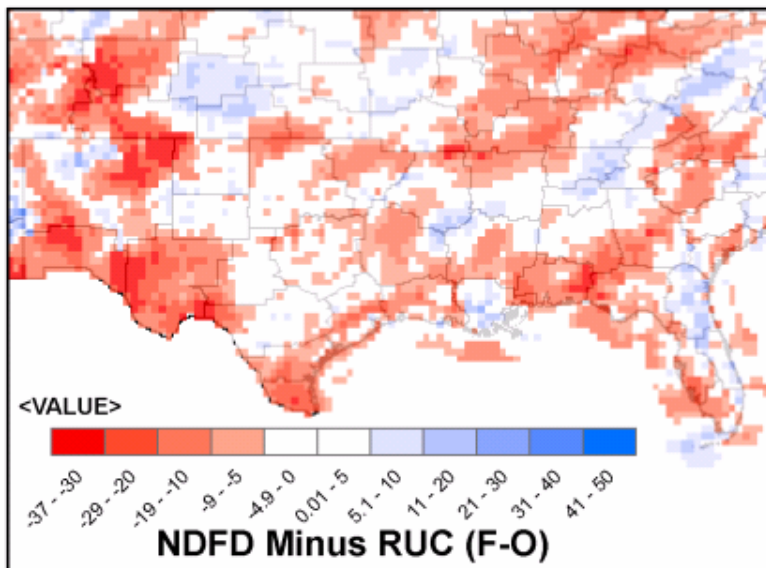 <VALUE>
-37 - -30
-29 - -20
-19 - -10
-9 - -5
-4.9 - 0
0.01 - 5
5.1 - 10
11 - 20
21 - 30
31 - 40
41 - 50
NDFD Minus RUC (F-O)